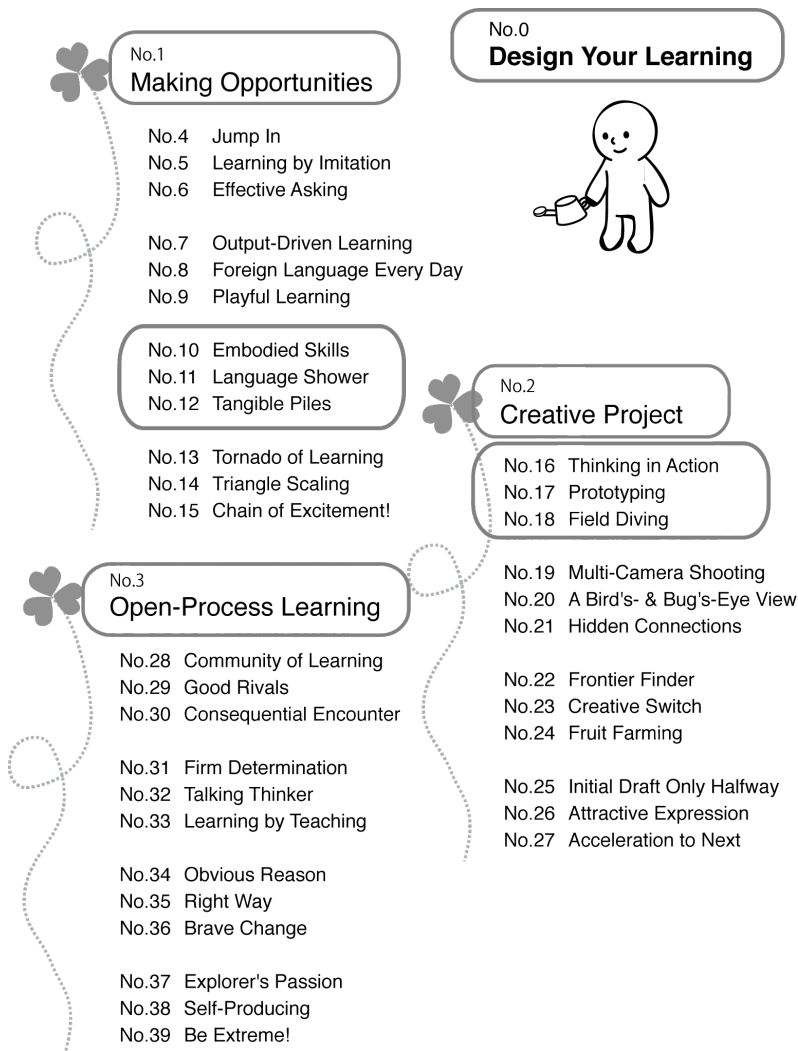 No.0
Design Your Learning
No.1
Making Opportunities
No.4 Jump In
No.5 Learning by Imitation
No.6 Effective Asking
No.7 Output-Driven Learning
No.8 Foreign Language Every Day
No.9 Playful Learning
No.10 Embodied Skills
No.11 Language Shower
No.12 Tangible Piles
No.13 Tornado of Learning
No.14 Triangle Scaling
No.15 Chain of Excitement!
No.2
Creative Project
No.16 Thinking in Action
No.17 Prototyping
No.18 Field Diving
No.19 Multi-Camera Shooting
No.20 A Bird's- & Bug's-Eye View
No.21 Hidden Connections
No.22 Frontier Finder
No.23 Creative Switch
No.24 Fruit Farming
No.25 Initial Draft Only Halfway
No.26 Attractive Expression
No.27 Acceleration to Next
No.3
Open-Process Learning
No.28 Community of Learning
No.29 Good Rivals
No.30 Consequential Encounter
No.31 Firm Determination
No.32 Talking Thinker
No.33 Learning by Teaching
No.34 Obvious Reason
No.35 Right Way
No.36 Brave Change
No.37 Explorer's Passion
No.38 Self-Producing
No.39 Be Extreme!